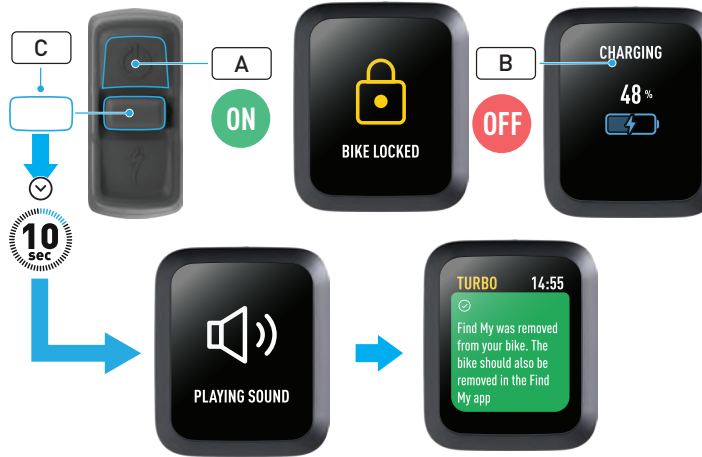 C
A
ON
BIKE LOCKED
B
OFF
CHARGING
48 %
10
sec
PLAYING SOUND
TURBO 14:55
Find My was removed
from your bike. The
bike should also be
removed in the Find
My app